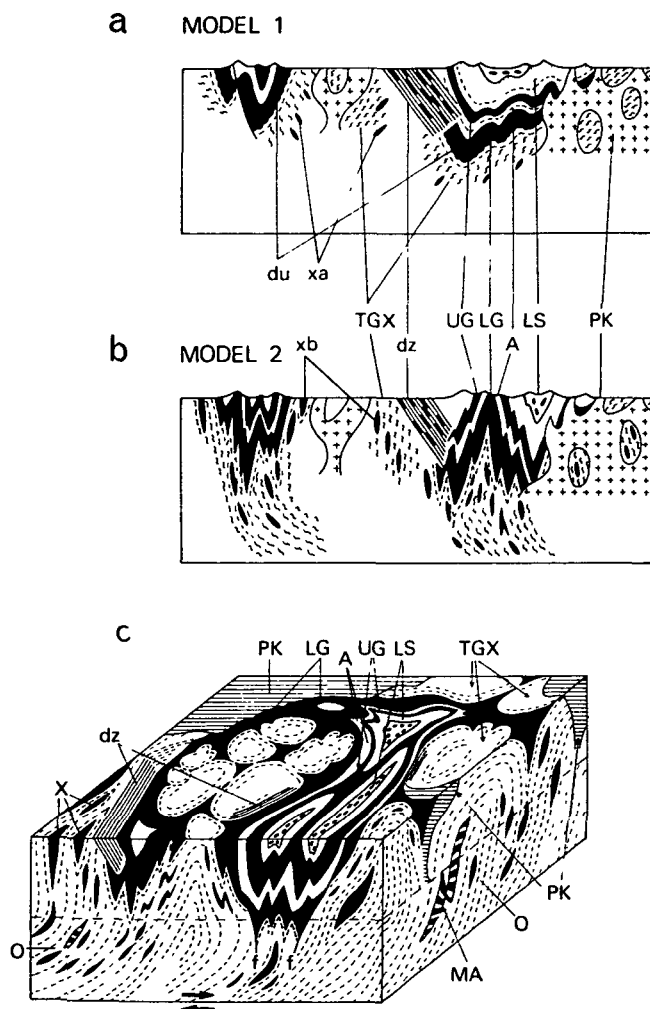 a MODEL 1
du xa
TGX UG LG LS PK
b MODEL 2 xb dz A
c
PK LG A UG LS TGX
dz
X
PK
O O
MA
f f